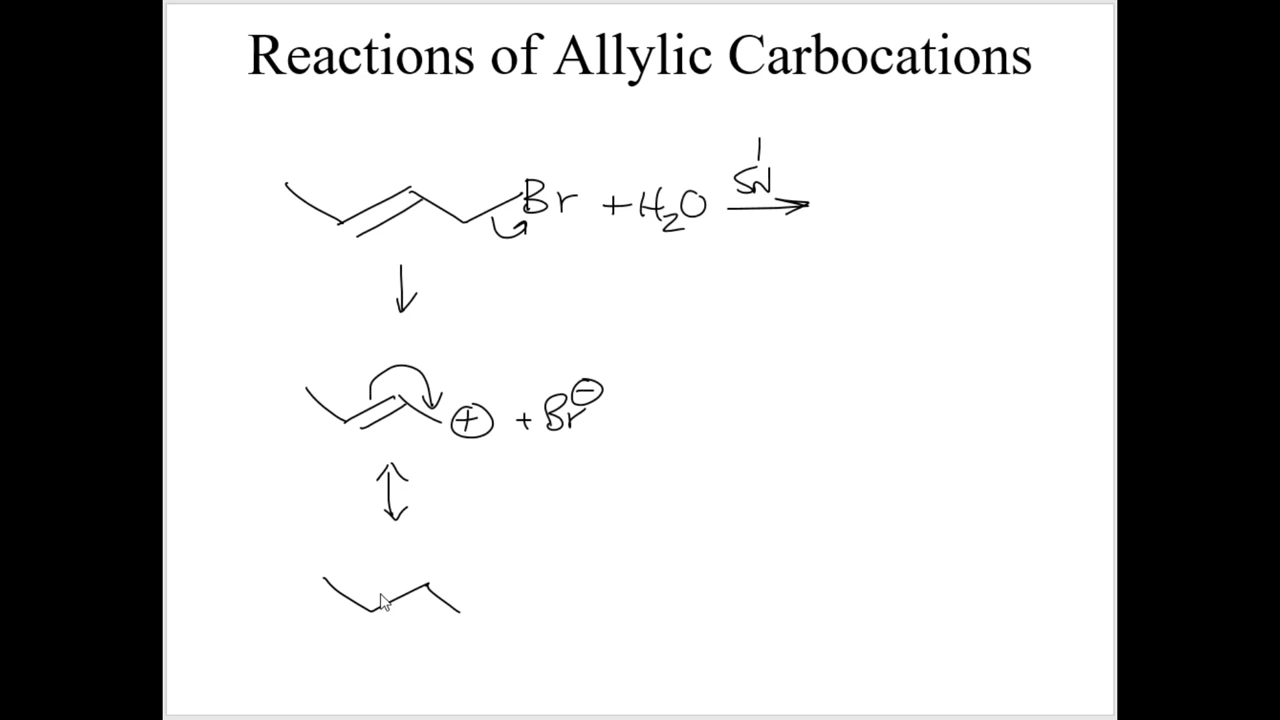 Reactions of Allylic Carbocations
Br + H₂O SN1
⊕ + Br⊖